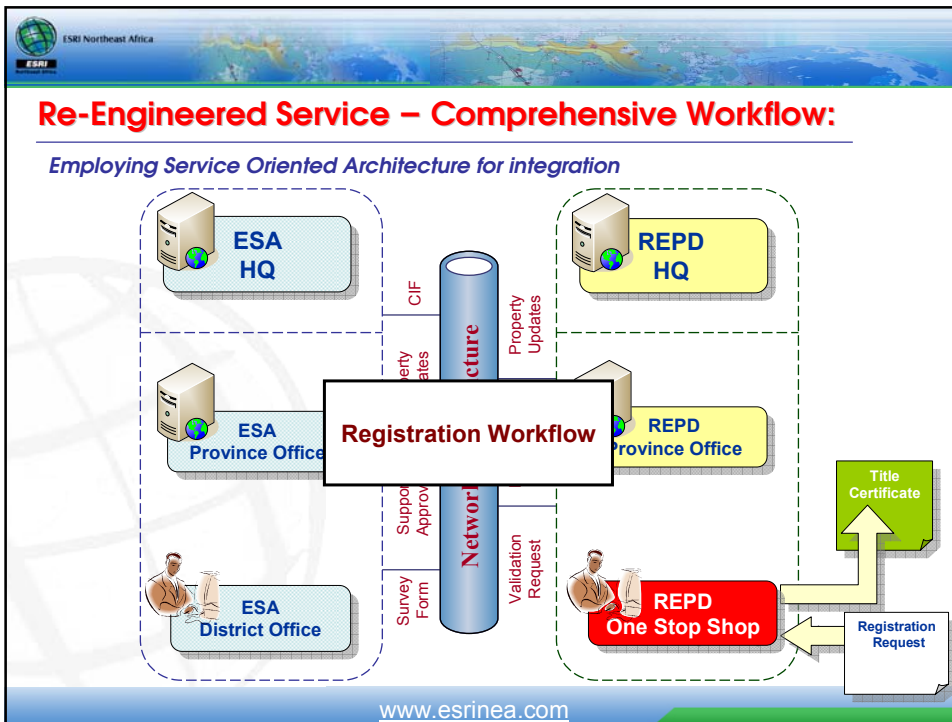 ESRI Northeast Africa
ESRI
Northeast Africa
Re-Engineered Service – Comprehensive Workflow:
Employing Service Oriented Architecture for integration
ESA
HQ
REPD
HQ
CIF
Property
Updates
ESA
Province Office
Registration Workflow
REPD
Province Office
Title
Certificate
Survey
Form
Validation
Request
ESA
District Office
REPD
One Stop Shop
Registration
Request
www.esrinea.com